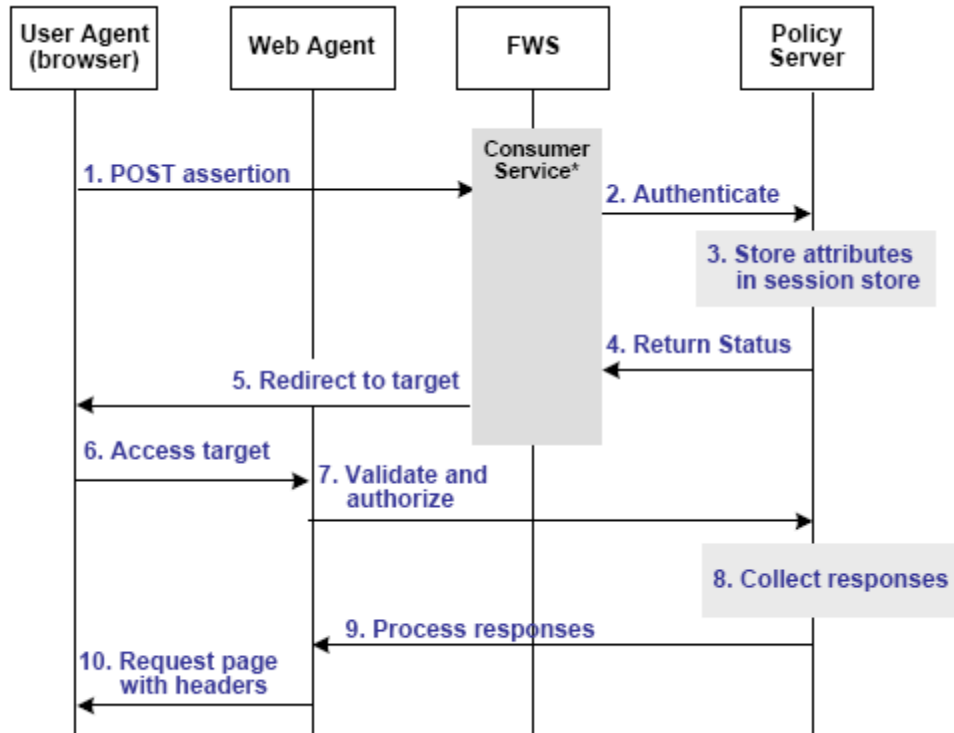 User Agent
(browser)
Web Agent
FWS
Policy
Server
Consumer
Service*
1. POST assertion
2. Authenticate
3. Store attributes
in session store
4. Return Status
5. Redirect to target
6. Access target
7. Validate and
authorize
8. Collect responses
9. Process responses
10. Request page
with headers